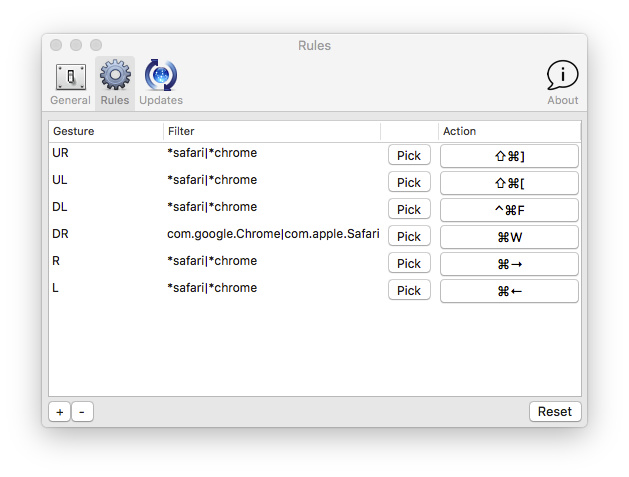 Rules
General Rules Updates About
Gesture Filter Action
UR *safari|*chrome Pick ⇧⌘]
UL *safari|*chrome Pick ⇧⌘[
DL *safari|*chrome Pick ^⌘F
DR com.google.Chrome|com.apple.Safari Pick ⌘W
R *safari|*chrome Pick ⌘→
L *safari|*chrome Pick ⌘←
+ - Reset